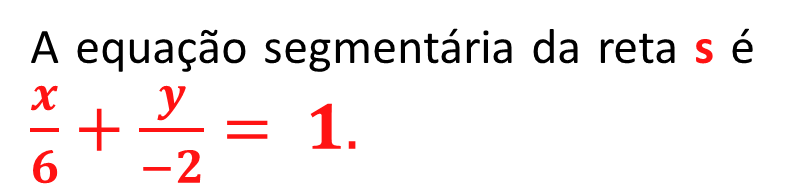 A equação segmentária da reta s é
x/6 + y/−2 = 1.